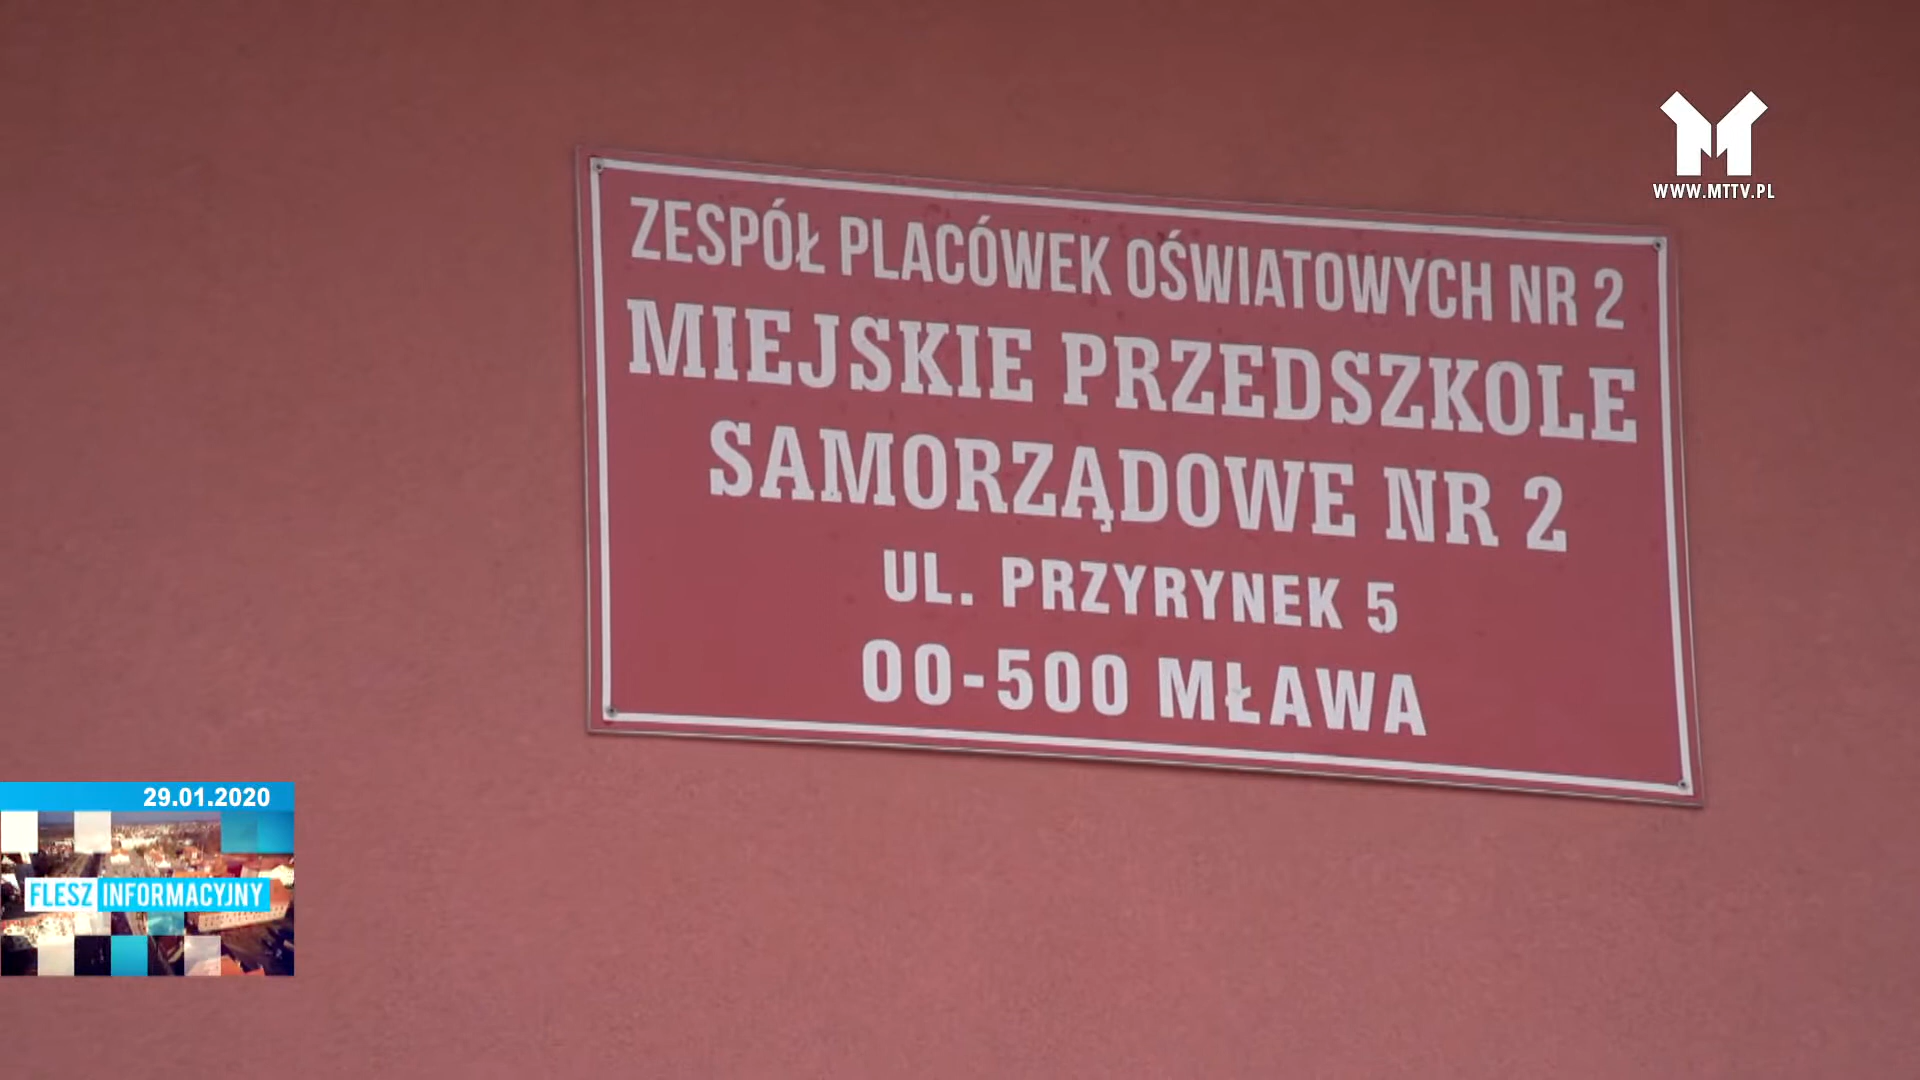 WWW.MTTV.PL
ZESPÓŁ PLACÓWEK OŚWIATOWYCH NR 2
MIEJSKIE PRZEDSZKOLE
SAMORZĄDOWE NR 2
UL. PRZYRYNEK 5
00-500 MŁAWA
29.01.2020
FLESZ INFORMACYJNY